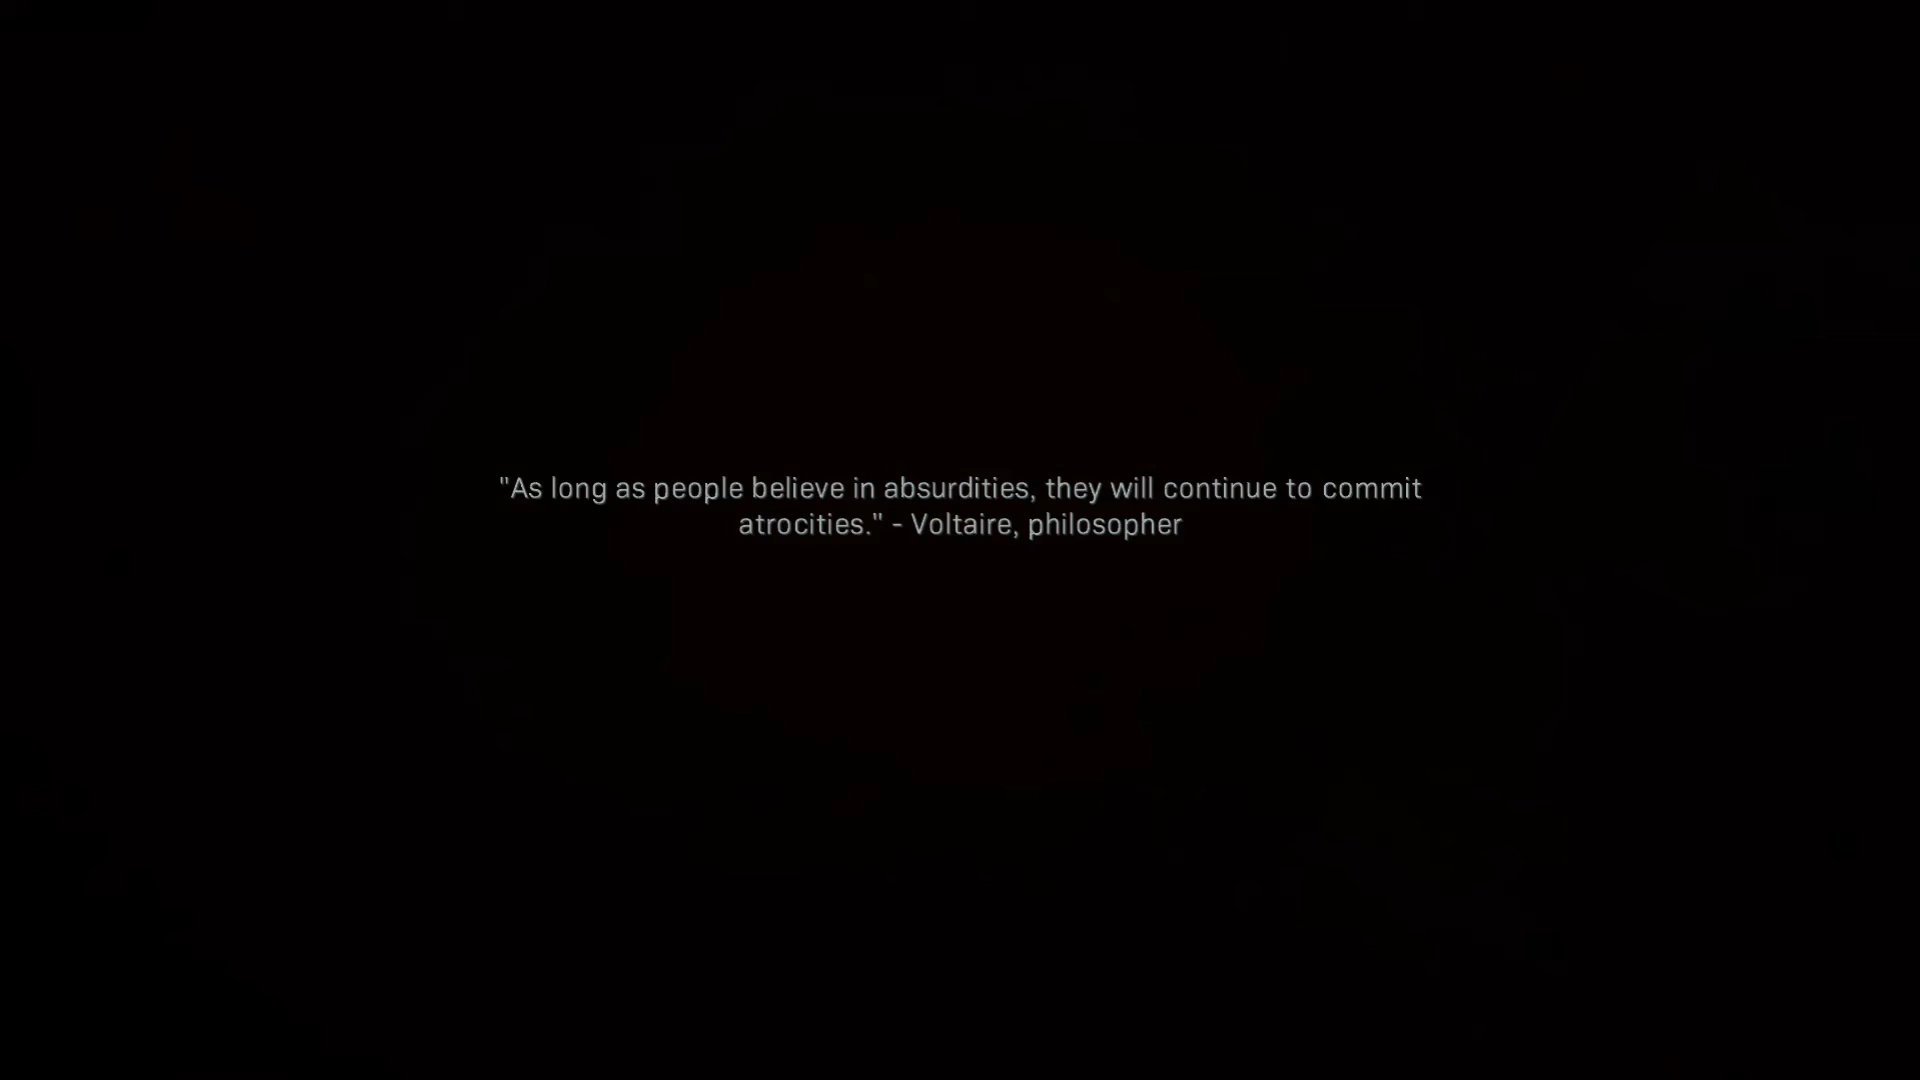 "As long as people believe in absurdities, they will continue to commit
atrocities." - Voltaire, philosopher